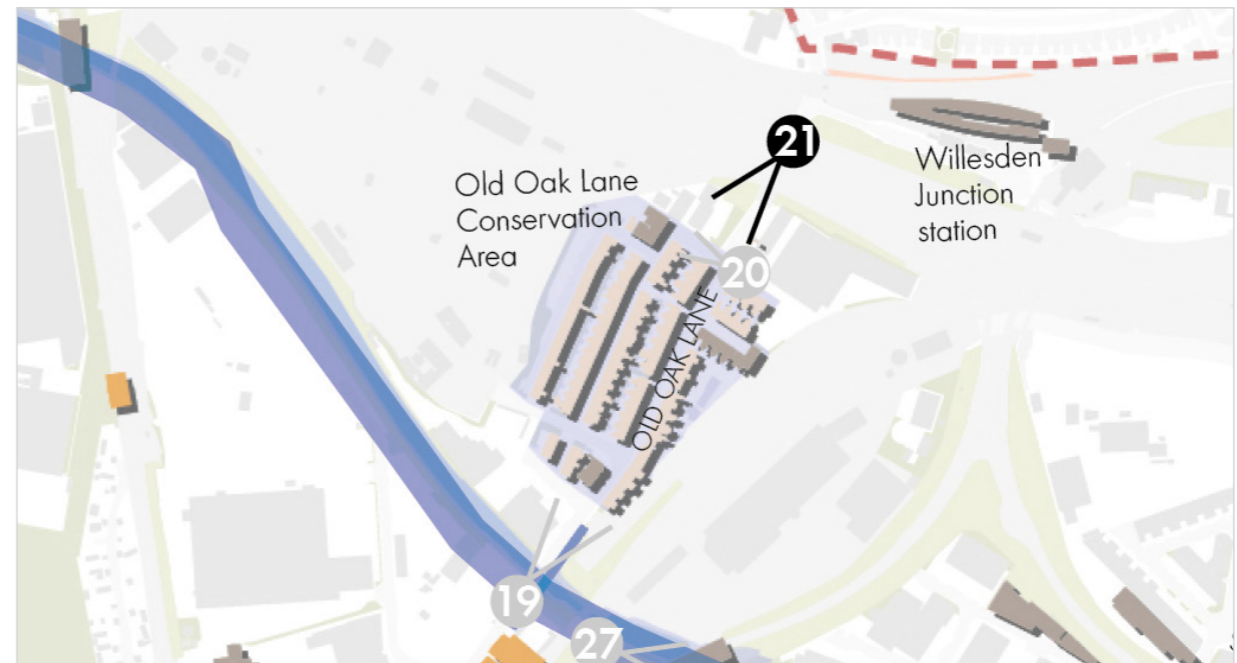 21
Old Oak Lane
Conservation
Area
Willesden
Junction
station
20
OLD OAK LANE
19
27